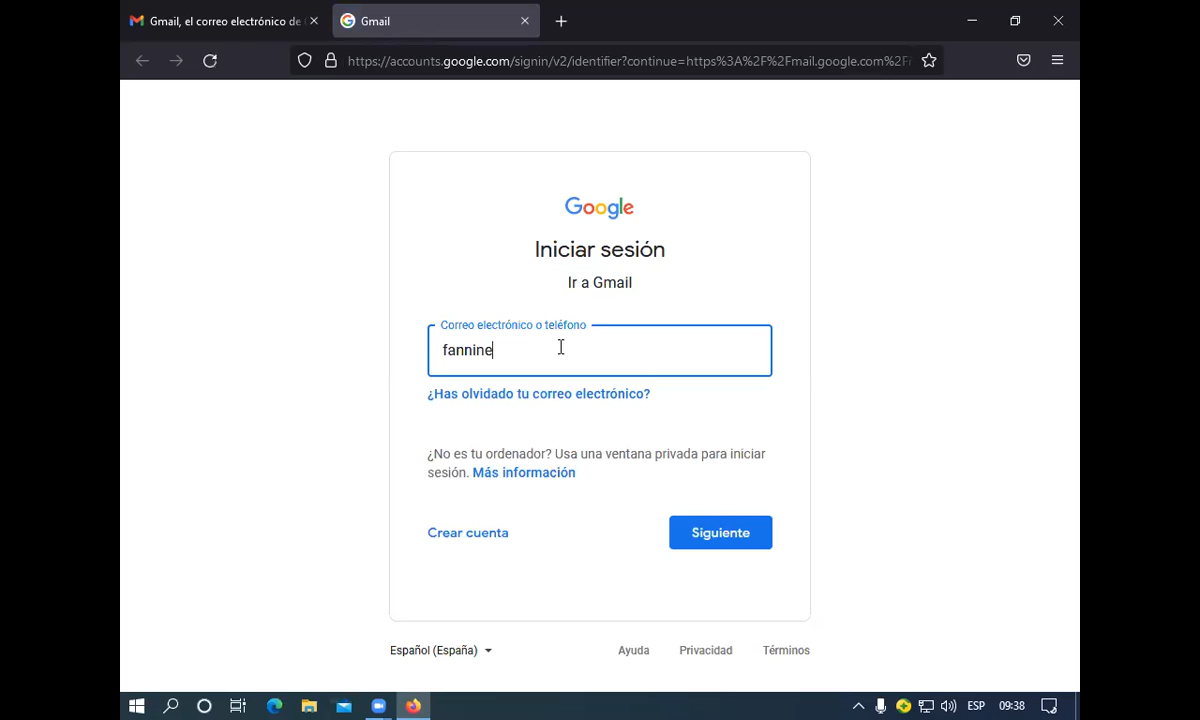 Gmail, el correo electrónico de
Gmail
https://accounts.google.com/signin/v2/identifier?continue=https%3A%2F%2Fmail.google.com%2F
Google
Iniciar sesión
Ir a Gmail
Correo electrónico o teléfono
fannine
¿Has olvidado tu correo electrónico?
¿No es tu ordenador? Usa una ventana privada para iniciar
sesión. Más información
Crear cuenta
Siguiente
Español (España)
Ayuda
Privacidad
Términos
ESP
09:38